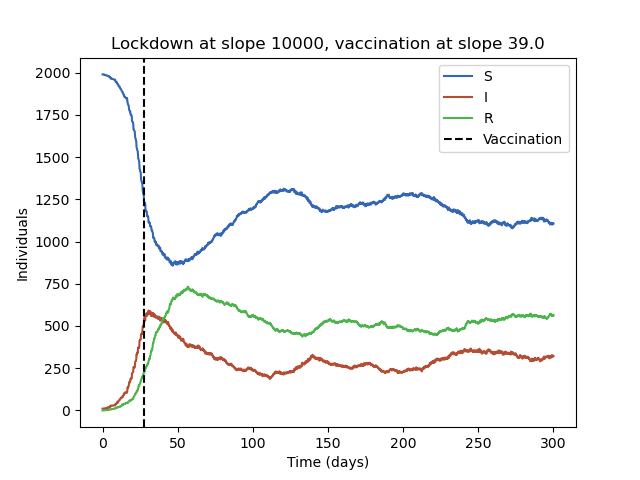 Lockdown at slope 10000, vaccination at slope 39.0
S
I
R
Vaccination
Individuals
2000
1750
1500
1250
1000
750
500
250
0
0 50 100 150 200 250 300
Time (days)